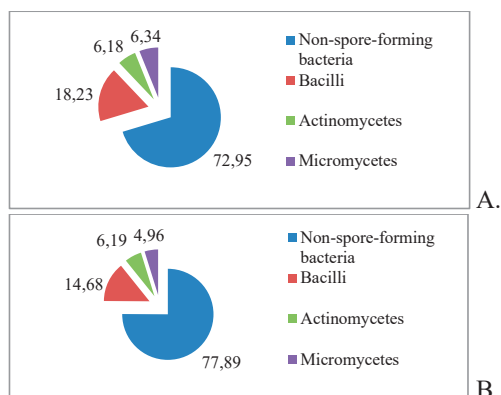 6,18
6,34
18,23
72,95
Non-spore-forming
bacteria
Bacilli
Actinomycetes
Micromycetes
A.
6,19
4,96
14,68
77,89
Non-spore-forming
bacteria
Bacilli
Actinomycetes
Micromycetes
B